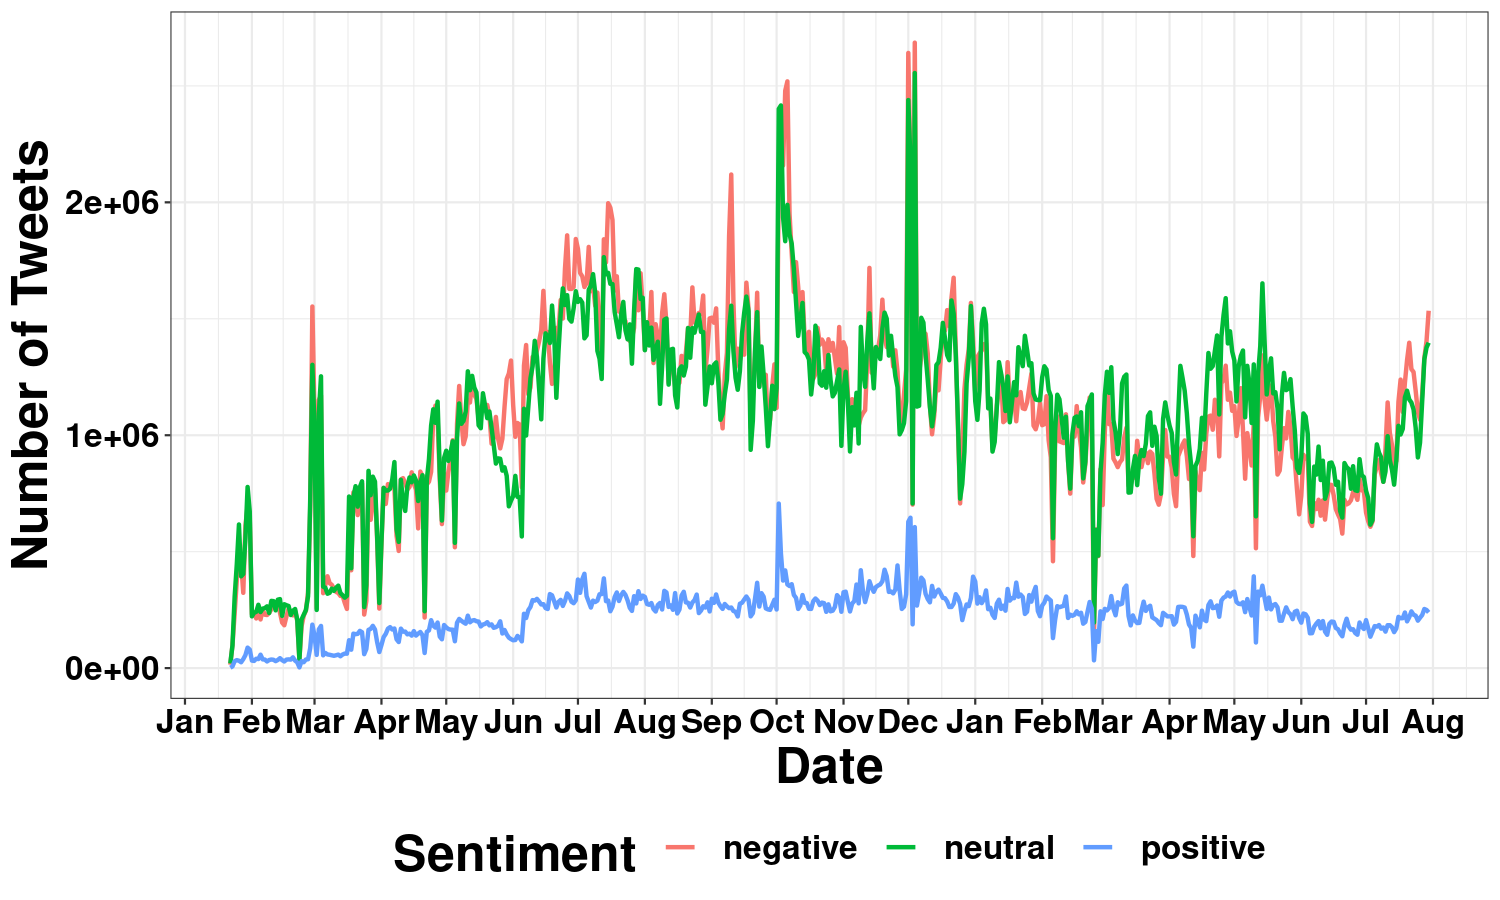 Number of Tweets
2e+06
1e+06
0e+00
Jan Feb Mar Apr May Jun Jul Aug Sep Oct Nov Dec Jan Feb Mar Apr May Jun Jul Aug
Date
Sentiment negative neutral positive